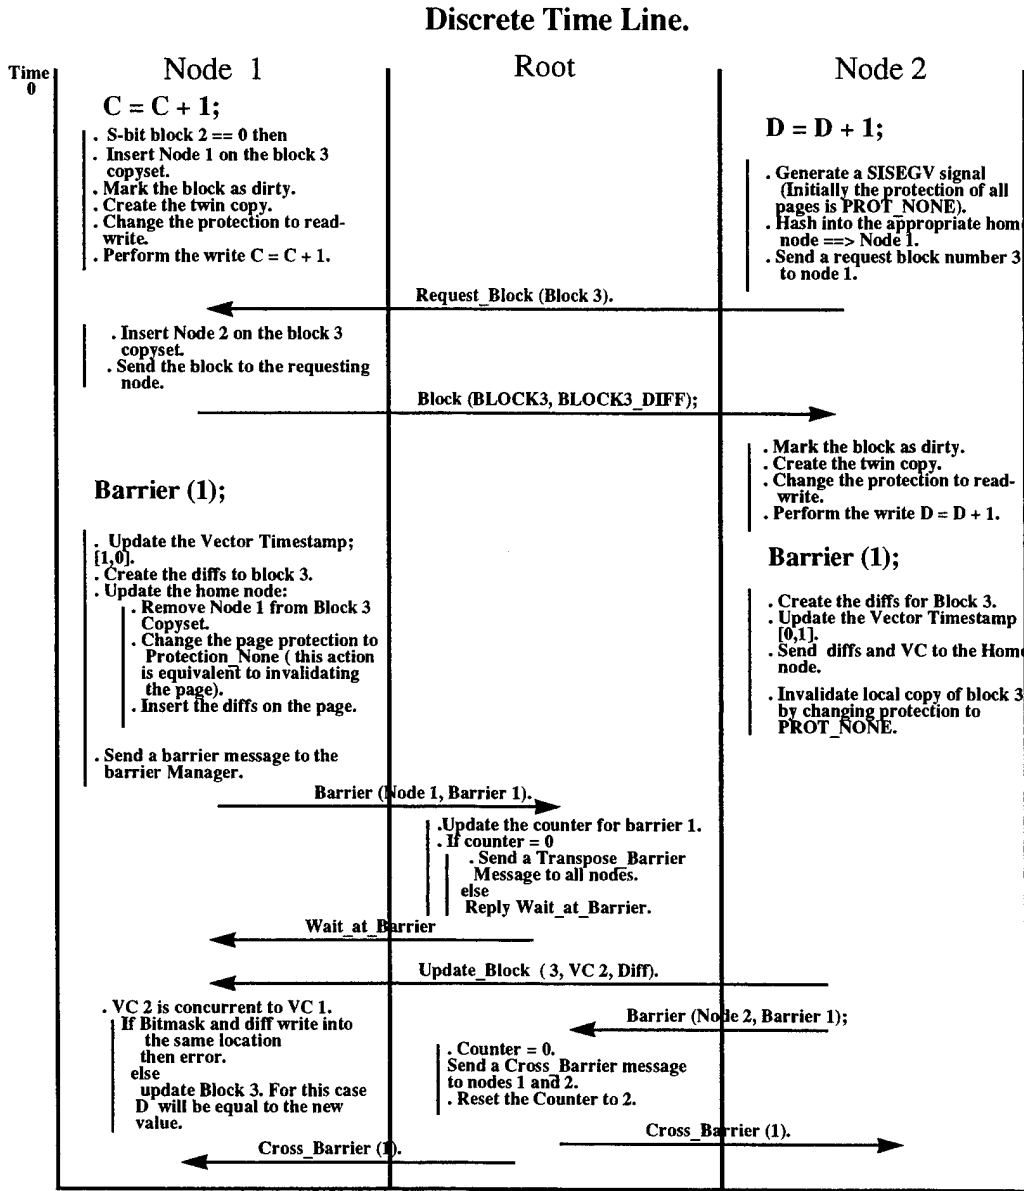 Discrete Time Line.
Time
0
Node 1
Root
Node 2
C = C + 1;
. S-bit block 2 == 0 then
. Insert Node 1 on the block 3
copyset.
. Mark the block as dirty.
. Create the twin copy.
. Change the protection to read-
write.
. Perform the write C = C + 1.
D = D + 1;
. Generate a SISEGV signal
(Initially the protection of all
pages is PROT_NONE).
. Hash into the appropriate hom
node ==> Node 1.
. Send a request block number 3
to node 1.
Request_Block (Block 3).
. Insert Node 2 on the block 3
copyset.
. Send the block to the requesting
node.
Block (BLOCK3, BLOCK3_DIFF);
. Mark the block as dirty.
. Create the twin copy.
. Change the protection to read-
write.
. Perform the write D = D + 1.
Barrier (1);
. Update the Vector Timestamp;
[1,0].
. Create the diffs to block 3.
. Update the home node:
. Remove Node 1 from Block 3
Copyset.
. Change the page protection to
Protection_None ( this action
is equivalent to invalidating
the page).
. Insert the diffs on the page.
. Send a barrier message to the
barrier Manager.
Barrier (1);
. Create the diffs for Block 3.
. Update the Vector Timestamp
[0,1].
. Send diffs and VC to the Home
node.
. Invalidate local copy of block 3
by changing protection to
PROT_NONE.
Barrier (Node 1, Barrier 1).
.Update the counter for barrier 1.
. If counter = 0
. Send a Transpose_Barrier
Message to all nodes.
else
Reply Wait_at_Barrier.
Wait_at_Barrier
Update_Block ( 3, VC 2, Diff).
. VC 2 is concurrent to VC 1.
If Bitmask and diff write into
the same location
then error.
else
update Block 3. For this case
D will be equal to the new
value.
Barrier (Node 2, Barrier 1);
. Counter = 0.
Send a Cross_Barrier message
to nodes 1 and 2.
. Reset the Counter to 2.
Cross_Barrier (1).
Cross_Barrier (1).